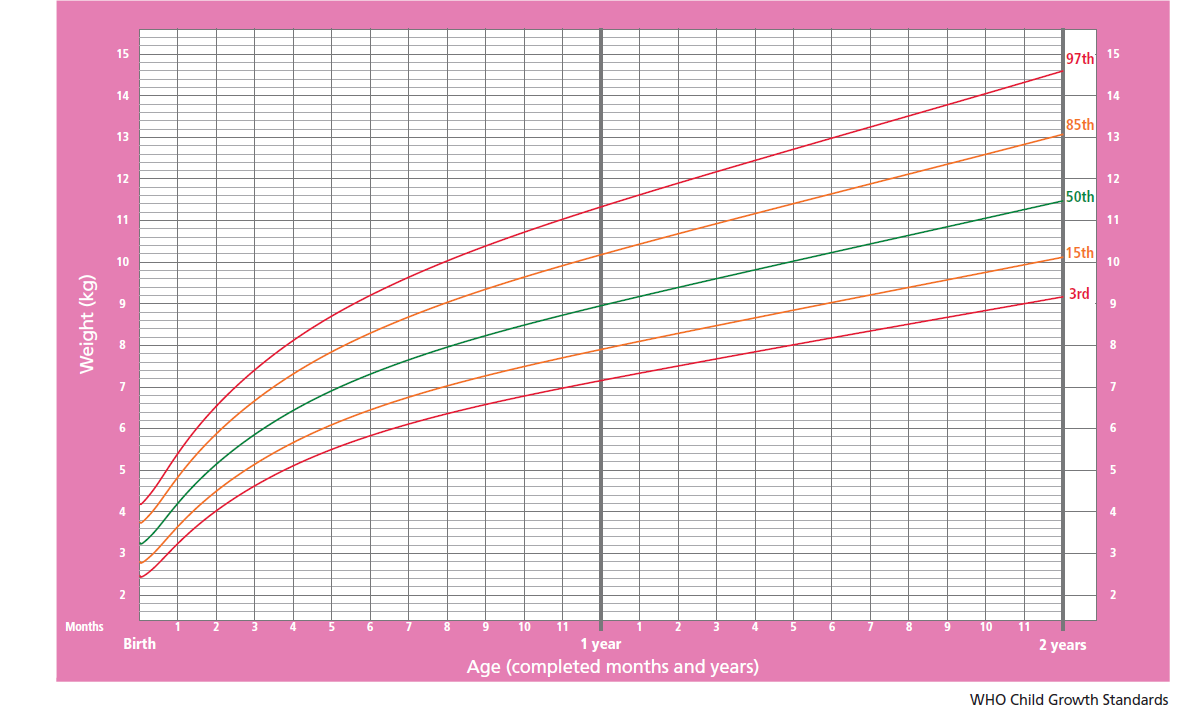 97th
15 15
14 14
85th
13 13
12 12
50th
11 11
15th
10 10
3rd
9 9
8 8
7 7
6 6
5 5
4 4
3 3
2 2
Weight (kg)
Months 1 2 3 4 5 6 7 8 9 10 11 1 2 3 4 5 6 7 8 9 10 11
Birth 1 year 2 years
Age (completed months and years)
WHO Child Growth Standards